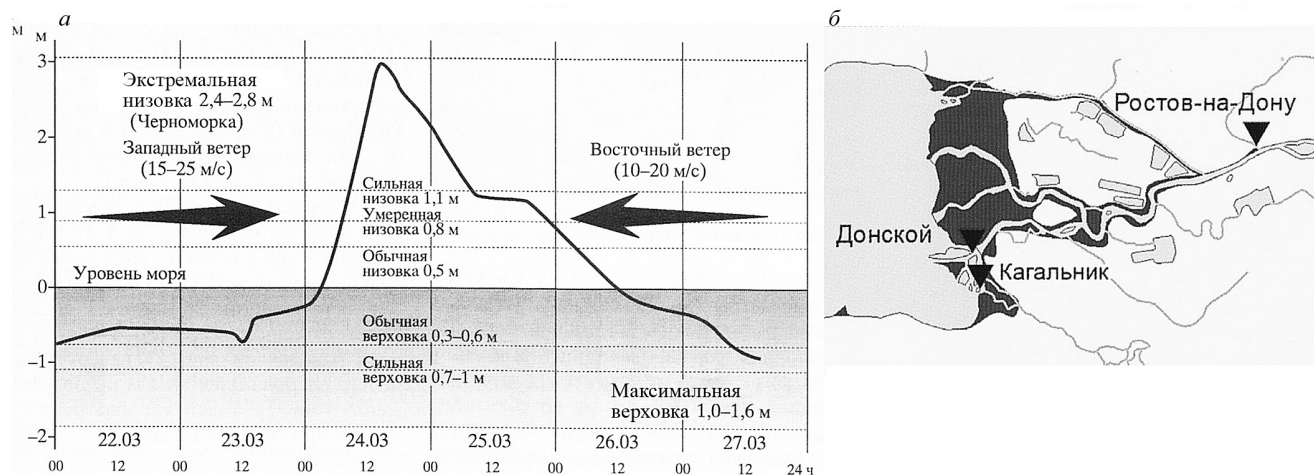 а
м
м
3
2
1
0
–1
–2
Экстремальная
низовка 2,4–2,8 м
(Черноморка)
Западный ветер
(15–25 м/с)
Восточный ветер
(10–20 м/с)
Сильная
низовка 1,1 м
Умеренная
низовка 0,8 м
Обычная
низовка 0,5 м
Уровень моря
Обычная
верховка 0,3–0,6 м
Сильная
верховка 0,7–1 м
Максимальная
верховка 1,0–1,6 м
22.03 23.03 24.03 25.03 26.03 27.03
00 12 00 12 00 12 00 12 00 12 00 12 24 ч
б
Ростов-на-Дону
Донской
Кагальник